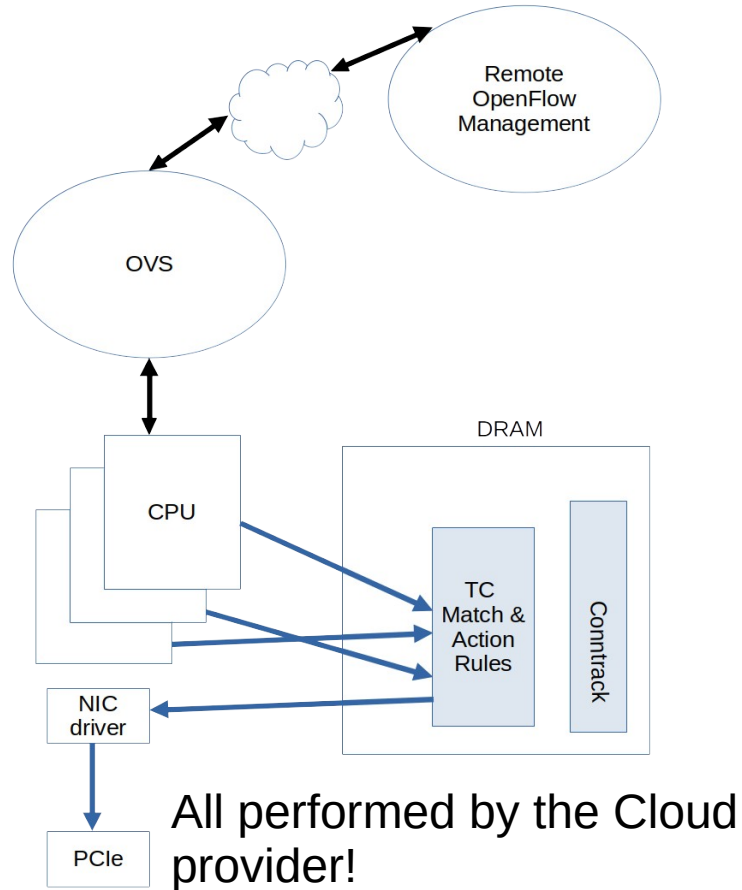 Remote
OpenFlow
Management
OVS
DRAM
CPU
TC
Match &
Action
Rules
Conntrack
NIC
driver
PCIe
All performed by the Cloud
provider!